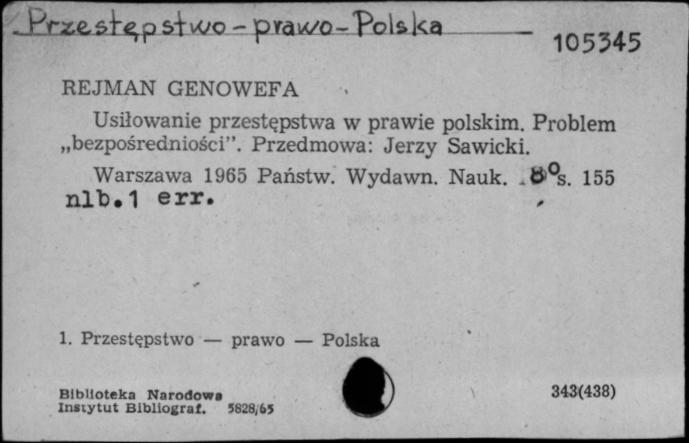 Przestępstwo-prawo-Polska
105345
REJMAN GENOWEFA
Usiłowanie przestępstwa w prawie polskim. Problem
„bezpośredniości”. Przedmowa: Jerzy Sawicki.
Warszawa 1965 Państw. Wydawn. Nauk. . 8° s. 155
nlb.1 err.
1. Przestępstwo — prawo — Polska
Biblioteka Narodowa
Instytut Bibliograf. 5828/65
343(438)